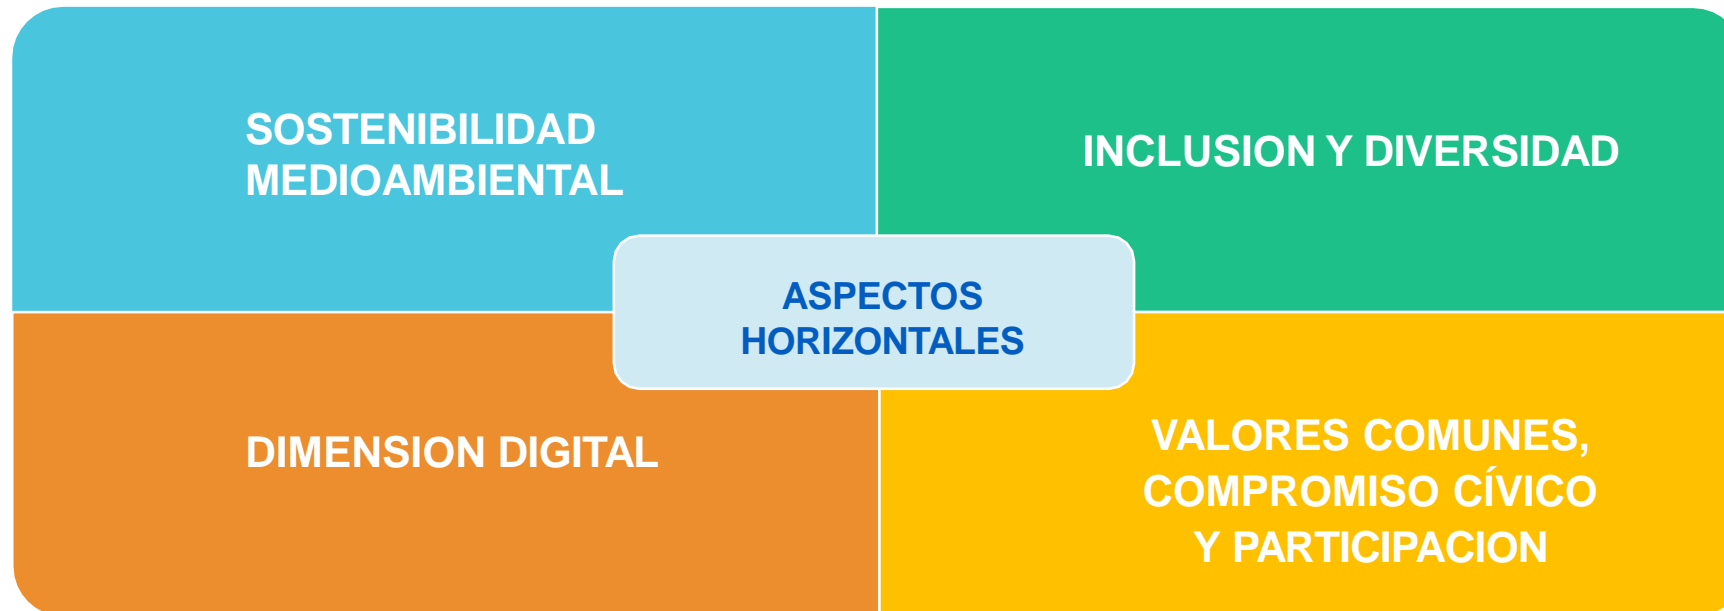 SOSTENIBILIDAD
MEDIOAMBIENTAL
INCLUSION Y DIVERSIDAD
ASPECTOS
HORIZONTALES
DIMENSION DIGITAL
VALORES COMUNES,
COMPROMISO CÍVICO
Y PARTICIPACION